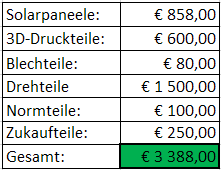 Solarpaneele: € 858,00
3D-Druckteile: € 600,00
Blechteile: € 80,00
Drehteile € 1 500,00
Normteile: € 100,00
Zukaufteile: € 250,00
Gesamt: € 3 388,00